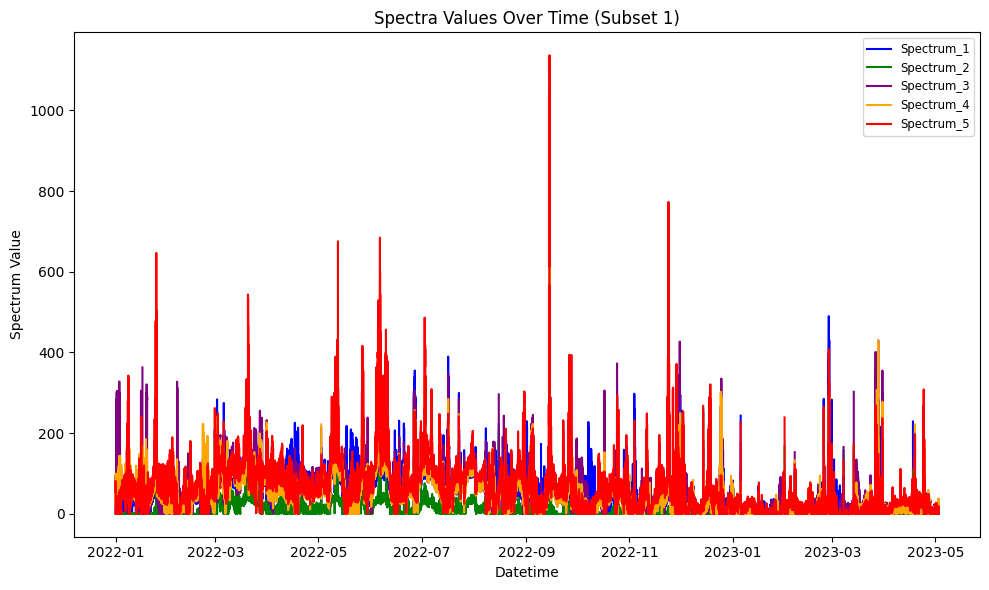 Spectra Values Over Time (Subset 1)
Spectrum_1
Spectrum_2
Spectrum_3
Spectrum_4
Spectrum_5
Spectrum Value
1000
800
600
400
200
0
2022-01 2022-03 2022-05 2022-07 2022-09 2022-11 2023-01 2023-03 2023-05
Datetime